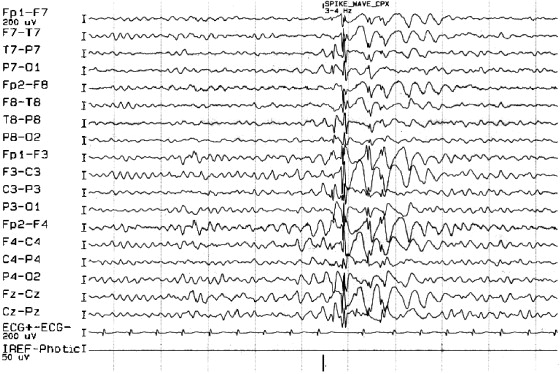 SPIKE_WAVE_CPX
3-4 Hz
Fp1-F7
200 uV
F7-T7
T7-P7
P7-O1
Fp2-F8
F8-T8
T8-P8
P8-O2
Fp1-F3
F3-C3
C3-P3
P3-O1
Fp2-F4
F4-C4
C4-P4
P4-O2
Fz-Cz
Cz-Pz
ECG+-ECG-
200 uV
IREF-Photic
50 uV